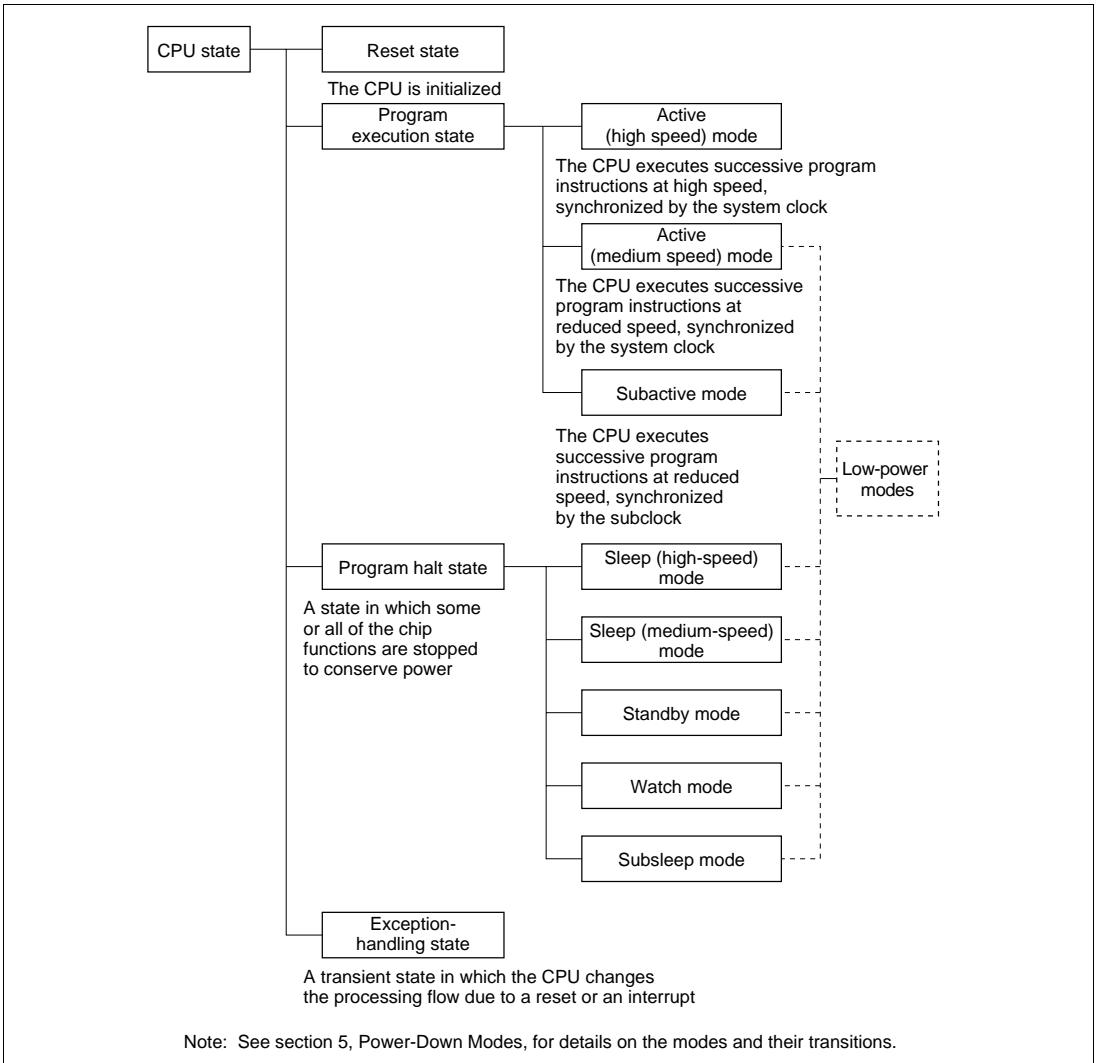 CPU state
Reset state
The CPU is initialized
Program
execution state
Active
(high speed) mode
The CPU executes successive program
instructions at high speed,
synchronized by the system clock
Active
(medium speed) mode
The CPU executes successive
program instructions at
reduced speed, synchronized
by the system clock
Subactive mode
The CPU executes
successive program
instructions at reduced
speed, synchronized
by the subclock
Low-power
modes
Program halt state
A state in which some
or all of the chip
functions are stopped
to conserve power
Sleep (high-speed)
mode
Sleep (medium-speed)
mode
Standby mode
Watch mode
Subsleep mode
Exception-
handling state
A transient state in which the CPU changes
the processing flow due to a reset or an interrupt
Note: See section 5, Power-Down Modes, for details on the modes and their transitions.